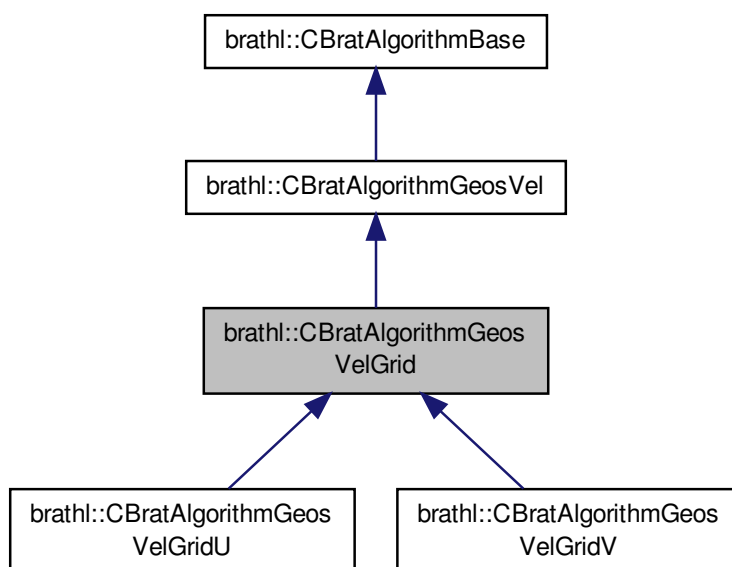 brathl::CBratAlgorithmBase
brathl::CBratAlgorithmGeosVel
brathl::CBratAlgorithmGeos
VelGrid
brathl::CBratAlgorithmGeos
VelGridU
brathl::CBratAlgorithmGeos
VelGridV